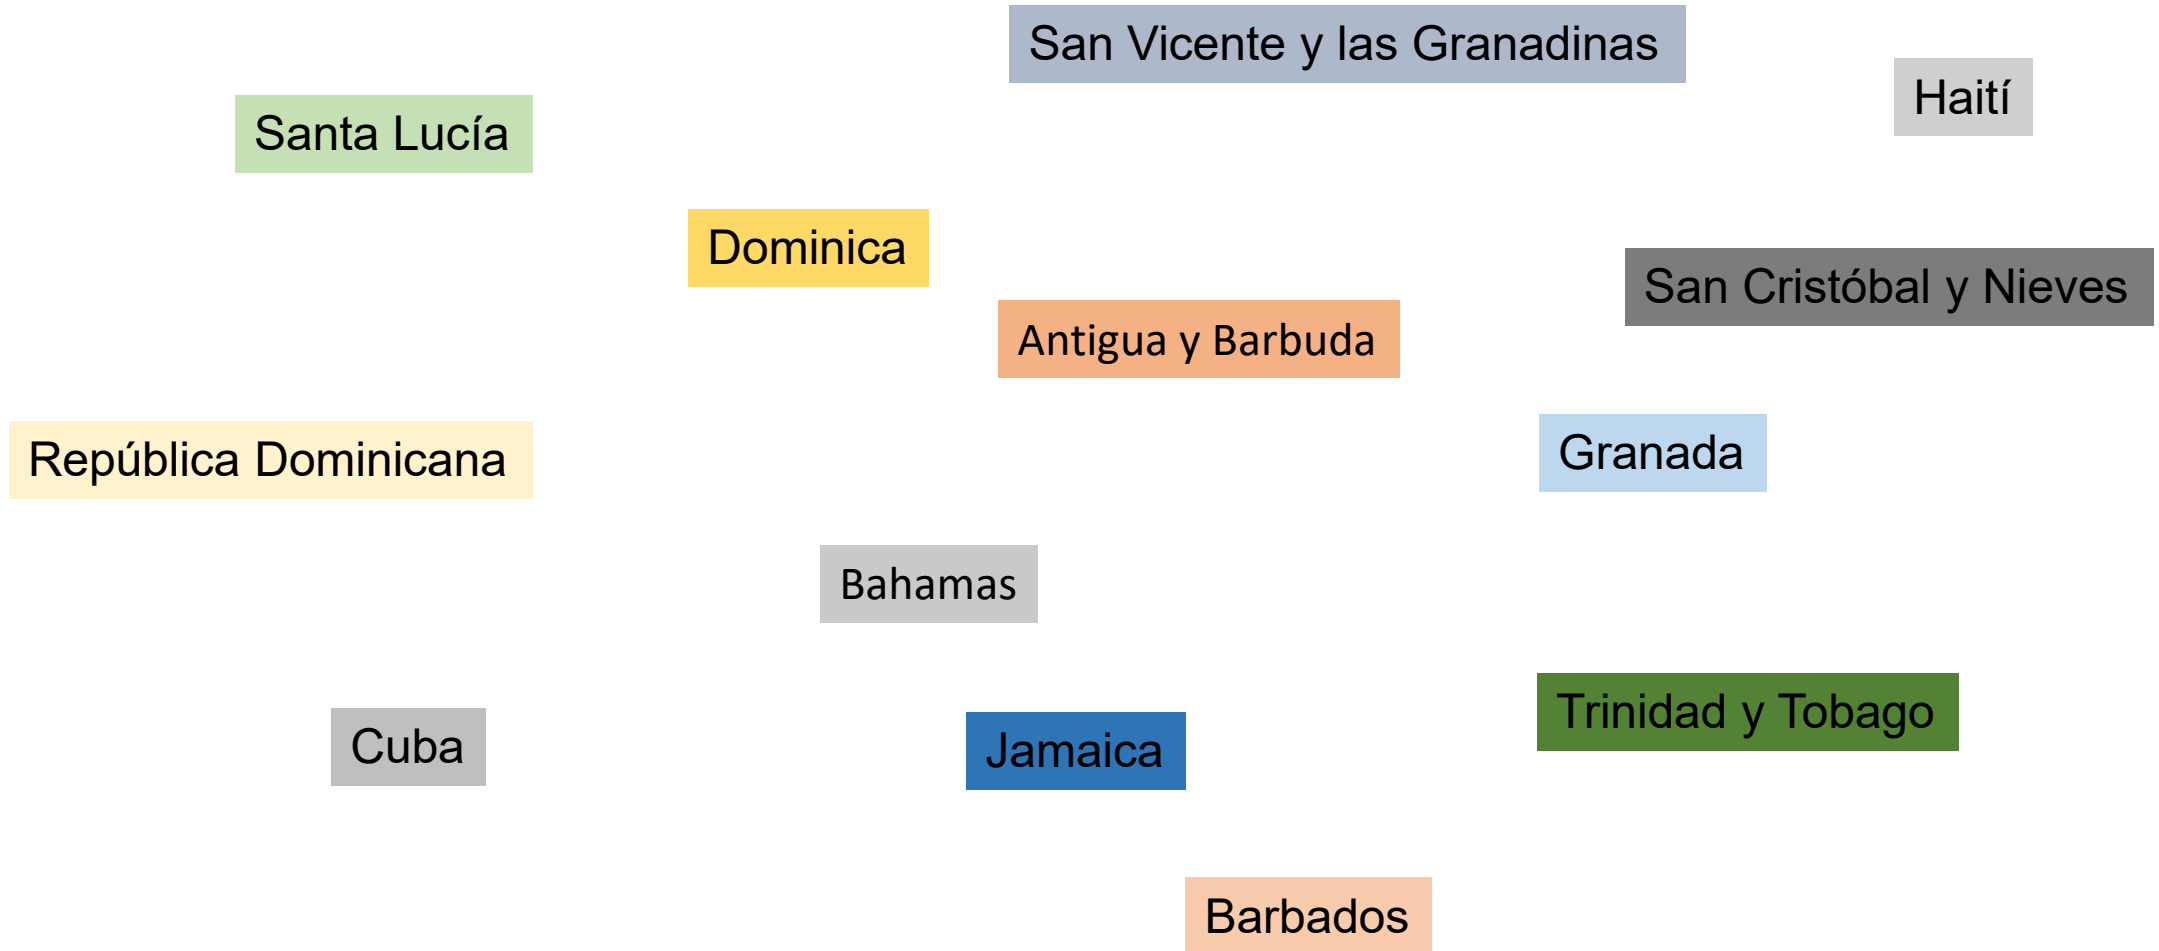 San Vicente y las Granadinas
Haití
Santa Lucía
Dominica
San Cristóbal y Nieves
Antigua y Barbuda
República Dominicana
Granada
Bahamas
Trinidad y Tobago
Cuba
Jamaica
Barbados